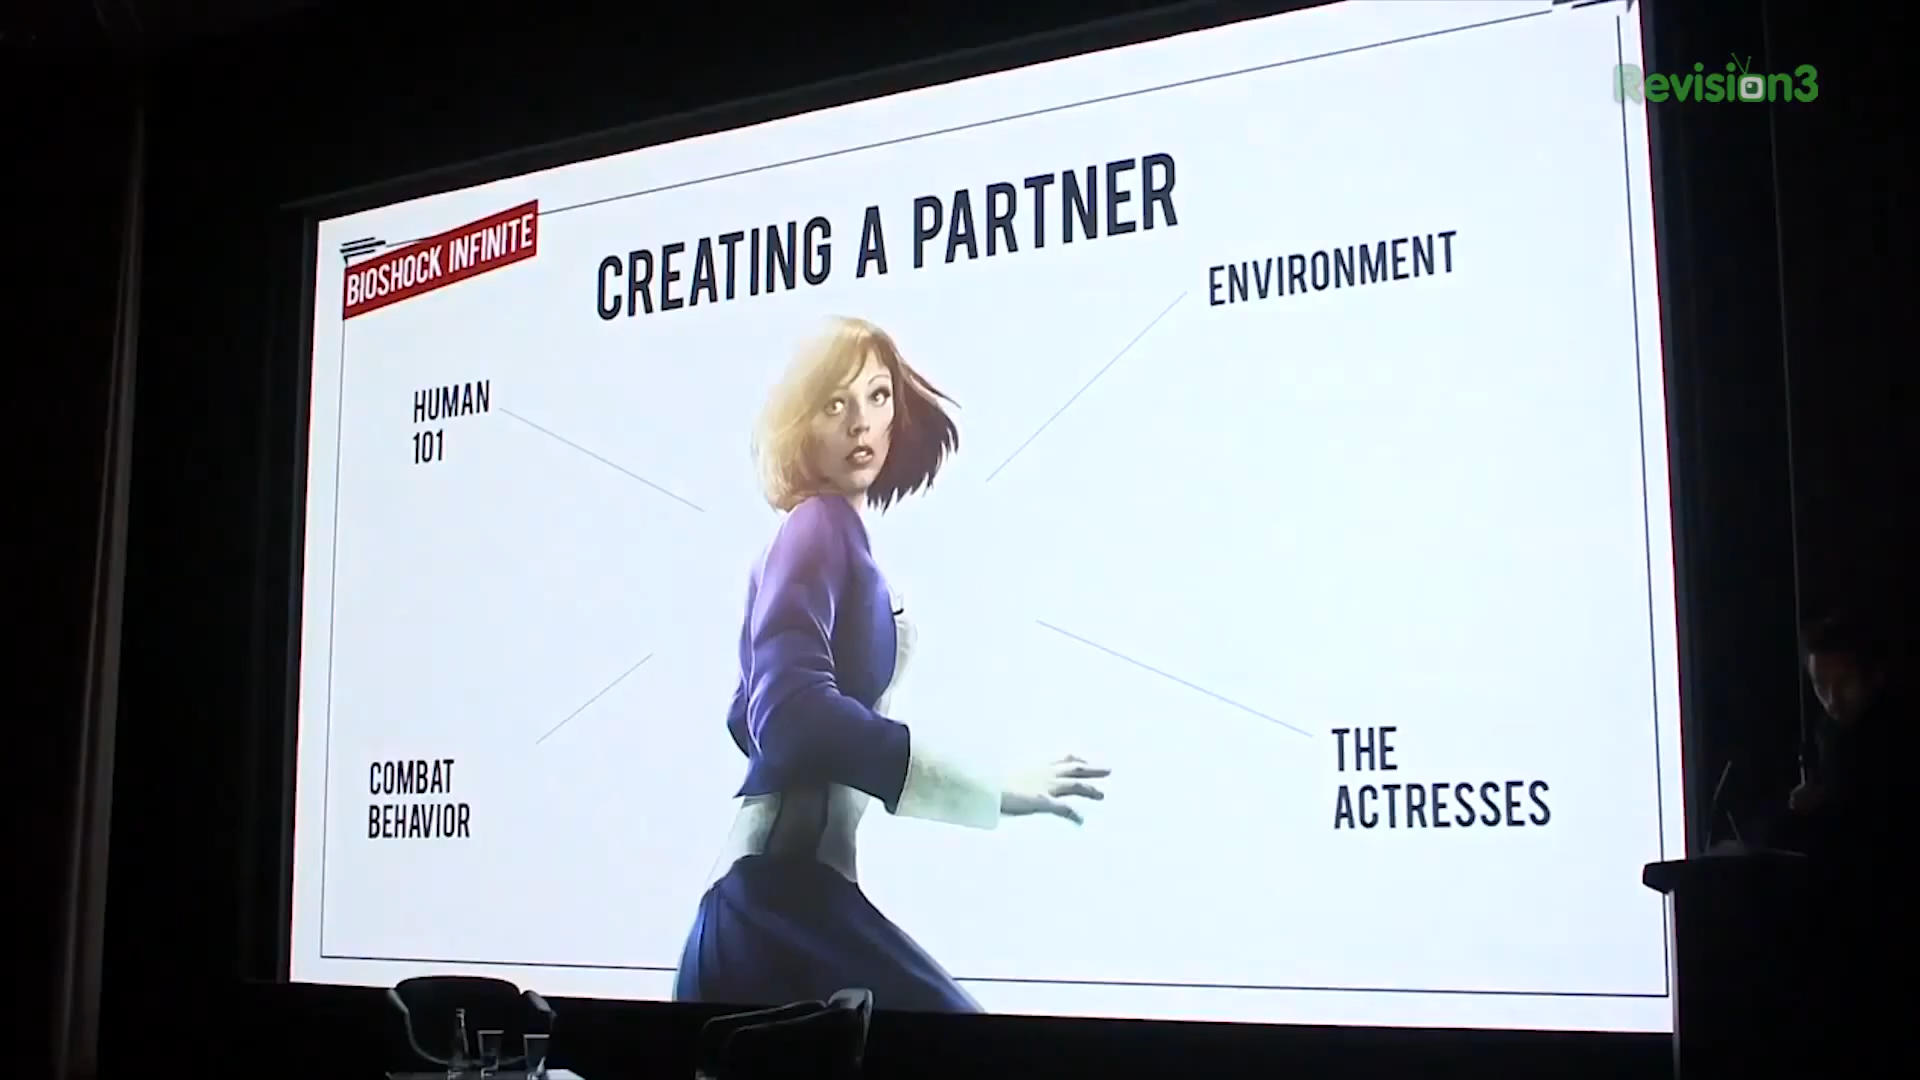 Revision3
BIOSHOCK INFINITE
CREATING A PARTNER
ENVIRONMENT
HUMAN
101
COMBAT
BEHAVIOR
THE
ACTRESSES